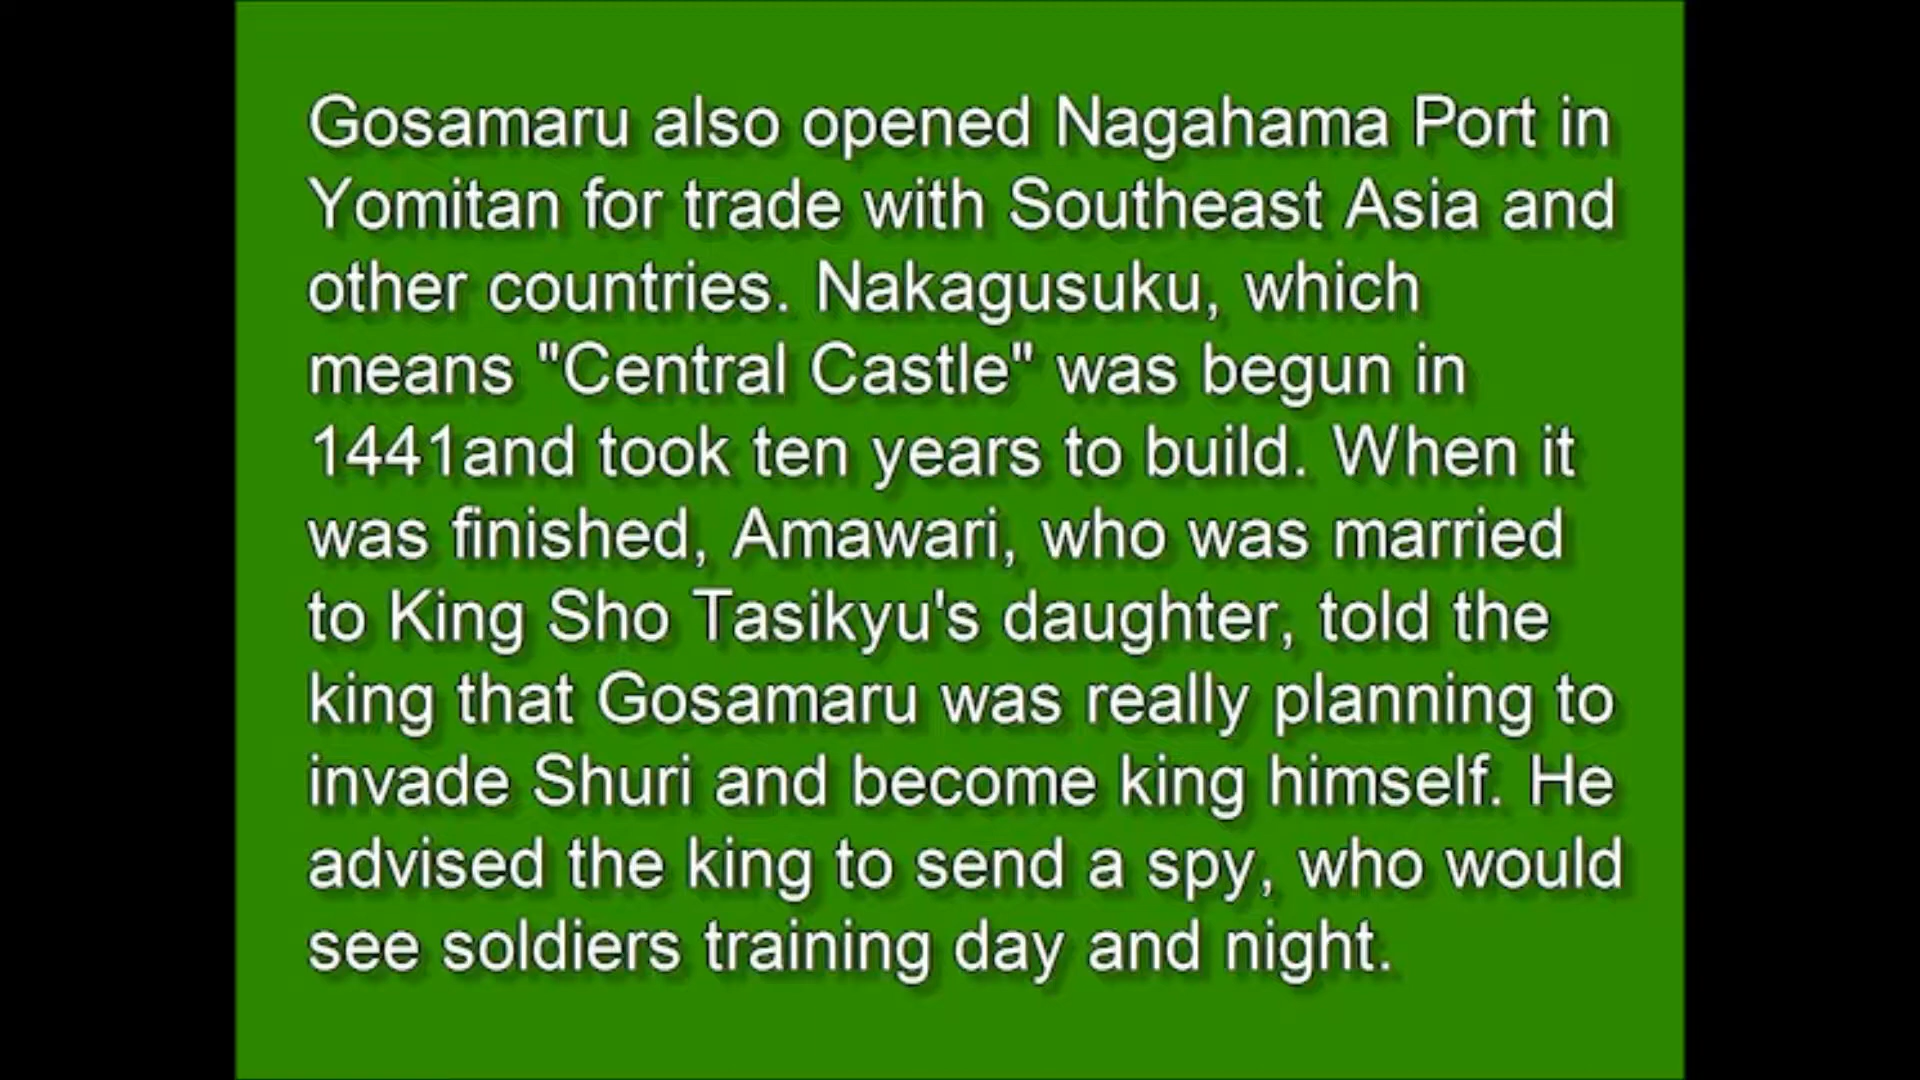 Gosamaru also opened Nagahama Port in
Yomitan for trade with Southeast Asia and
other countries. Nakagusuku, which
means "Central Castle" was begun in
1441and took ten years to build. When it
was finished, Amawari, who was married
to King Sho Tasikyu's daughter, told the
king that Gosamaru was really planning to
invade Shuri and become king himself. He
advised the king to send a spy, who would
see soldiers training day and night.